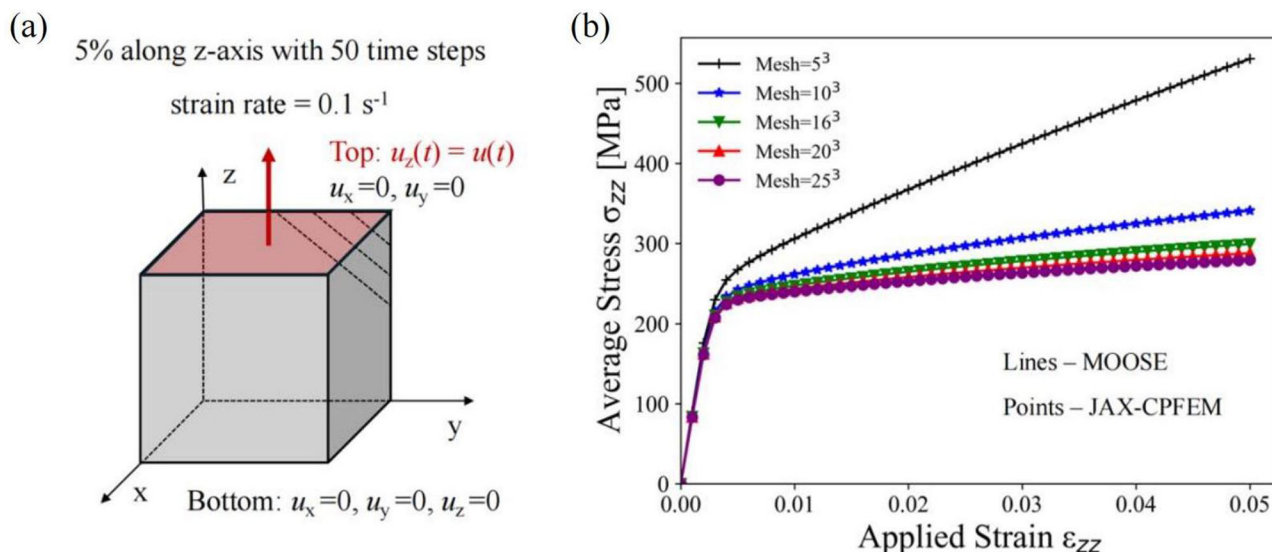 (a)
5% along z-axis with 50 time steps
strain rate = 0.1 s⁻¹
Top: uz(t) = u(t)
ux=0, uy=0
z
y
x
Bottom: ux=0, uy=0, uz=0
(b)
Average Stress σzz [MPa]
500
400
300
200
100
0
Mesh=5³
Mesh=10³
Mesh=16³
Mesh=20³
Mesh=25³
Lines – MOOSE
Points – JAX-CPFEM
0.00 0.01 0.02 0.03 0.04 0.05
Applied Strain εzz